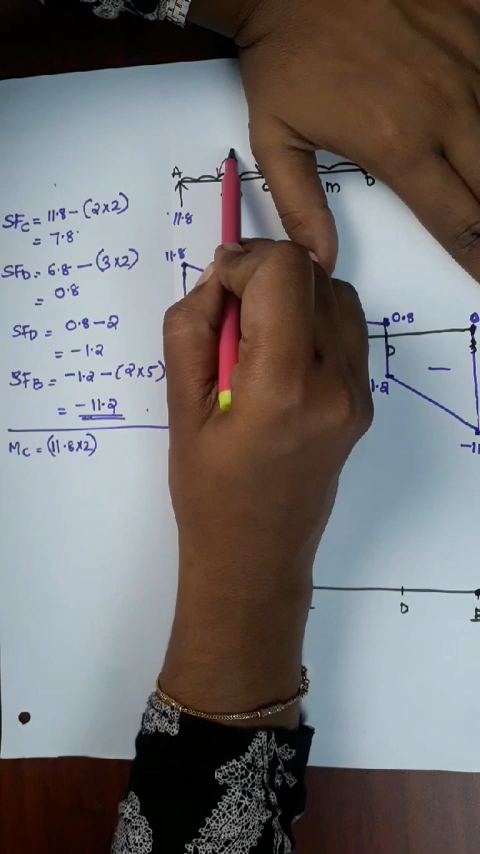 A
m
B
11.8
11.8
SFC = 11.8 - (2×2)
= 7.8
SFD = 6.8 - (3×2)
= 0.8
SFD = 0.8 - 2
= -1.2
SFB = -1.2 - (2×5)
= -11.2
MC = (11.8×2)
0.8
D
B
-
1.2
-11
D